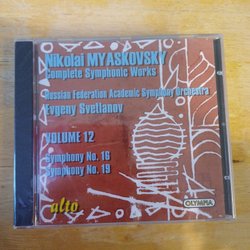 Nikolai MYASKOVSKY
Complete Symphonic Works
Russian Federation Academic Symphony Orchestra
Evgeny Svetlanov
VOLUME 12
Symphony No. 16
Symphony No. 19
alto
OLYMPIA